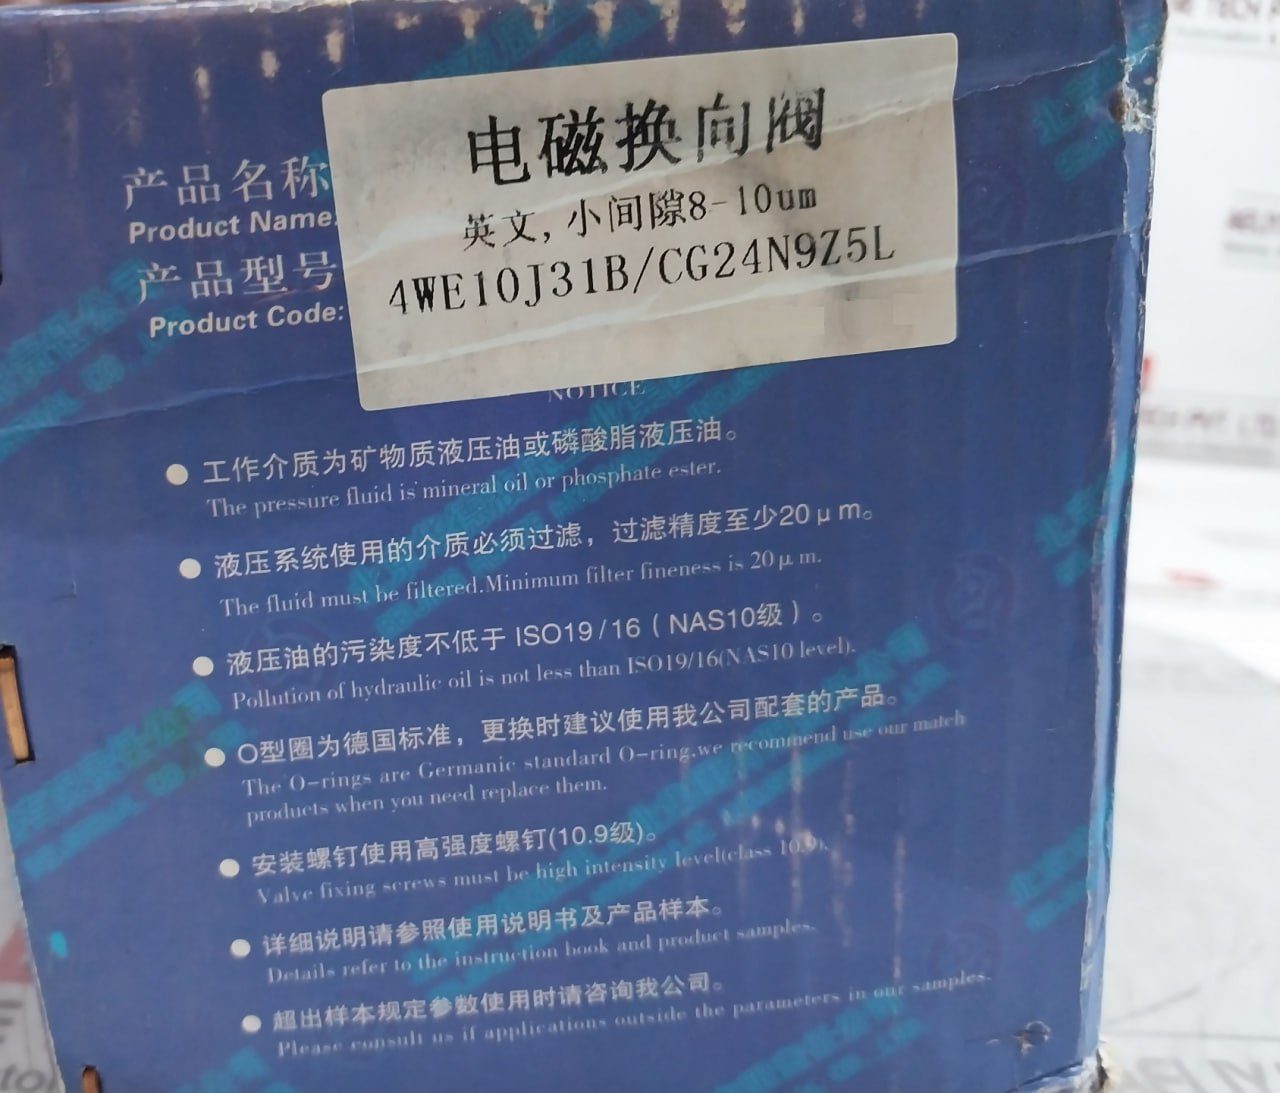 电磁换向阀
英文, 小间隙8-10um
4WE10J31B/CG24N9Z5L
产品名称
Product Name:
产品型号
Product Code:
NOTICE
● 工作介质为矿物质液压油或磷酸脂液压油。
The pressure fluid is mineral oil or phosphate ester.
● 液压系统使用的介质必须过滤，过滤精度至少20μm。
The fluid must be filtered.Minimum filter fineness is 20μm.
● 液压油的污染度不低于 ISO19/16（NAS10级）。
Pollution of hydraulic oil is not less than ISO19/16(NAS10 level).
● O型圈为德国标准，更换时建议使用我公司配套的产品。
The O-rings are Germanic standard O-ring.we recommend use our match
products when you need replace them.
● 安装螺钉使用高强度螺钉(10.9级)。
Valve fixing screws must be high intensity level(class 10.9).
● 详细说明请参照使用说明书及产品样本。
Details refer to the instruction book and product samples.
● 超出样本规定参数使用时请咨询我公司。
Please consult us if applications outside the parameters in our samples.